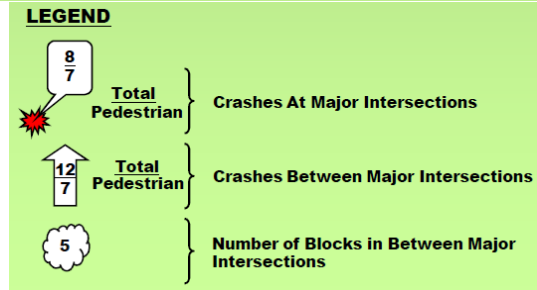 LEGEND
8
7
Total
Pedestrian
Crashes At Major Intersections
12
7
Total
Pedestrian
Crashes Between Major Intersections
5
Number of Blocks in Between Major
Intersections